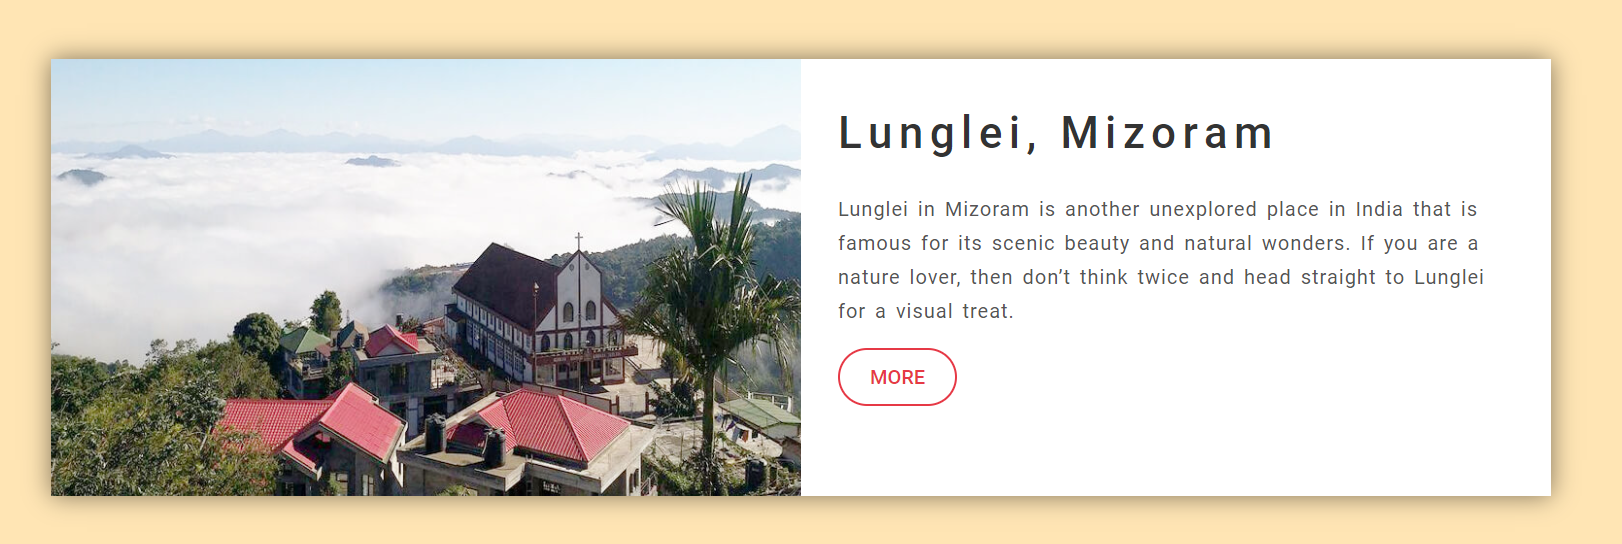 Lunglei, Mizoram
Lunglei in Mizoram is another unexplored place in India that is
famous for its scenic beauty and natural wonders. If you are a
nature lover, then don’t think twice and head straight to Lunglei
for a visual treat.
MORE